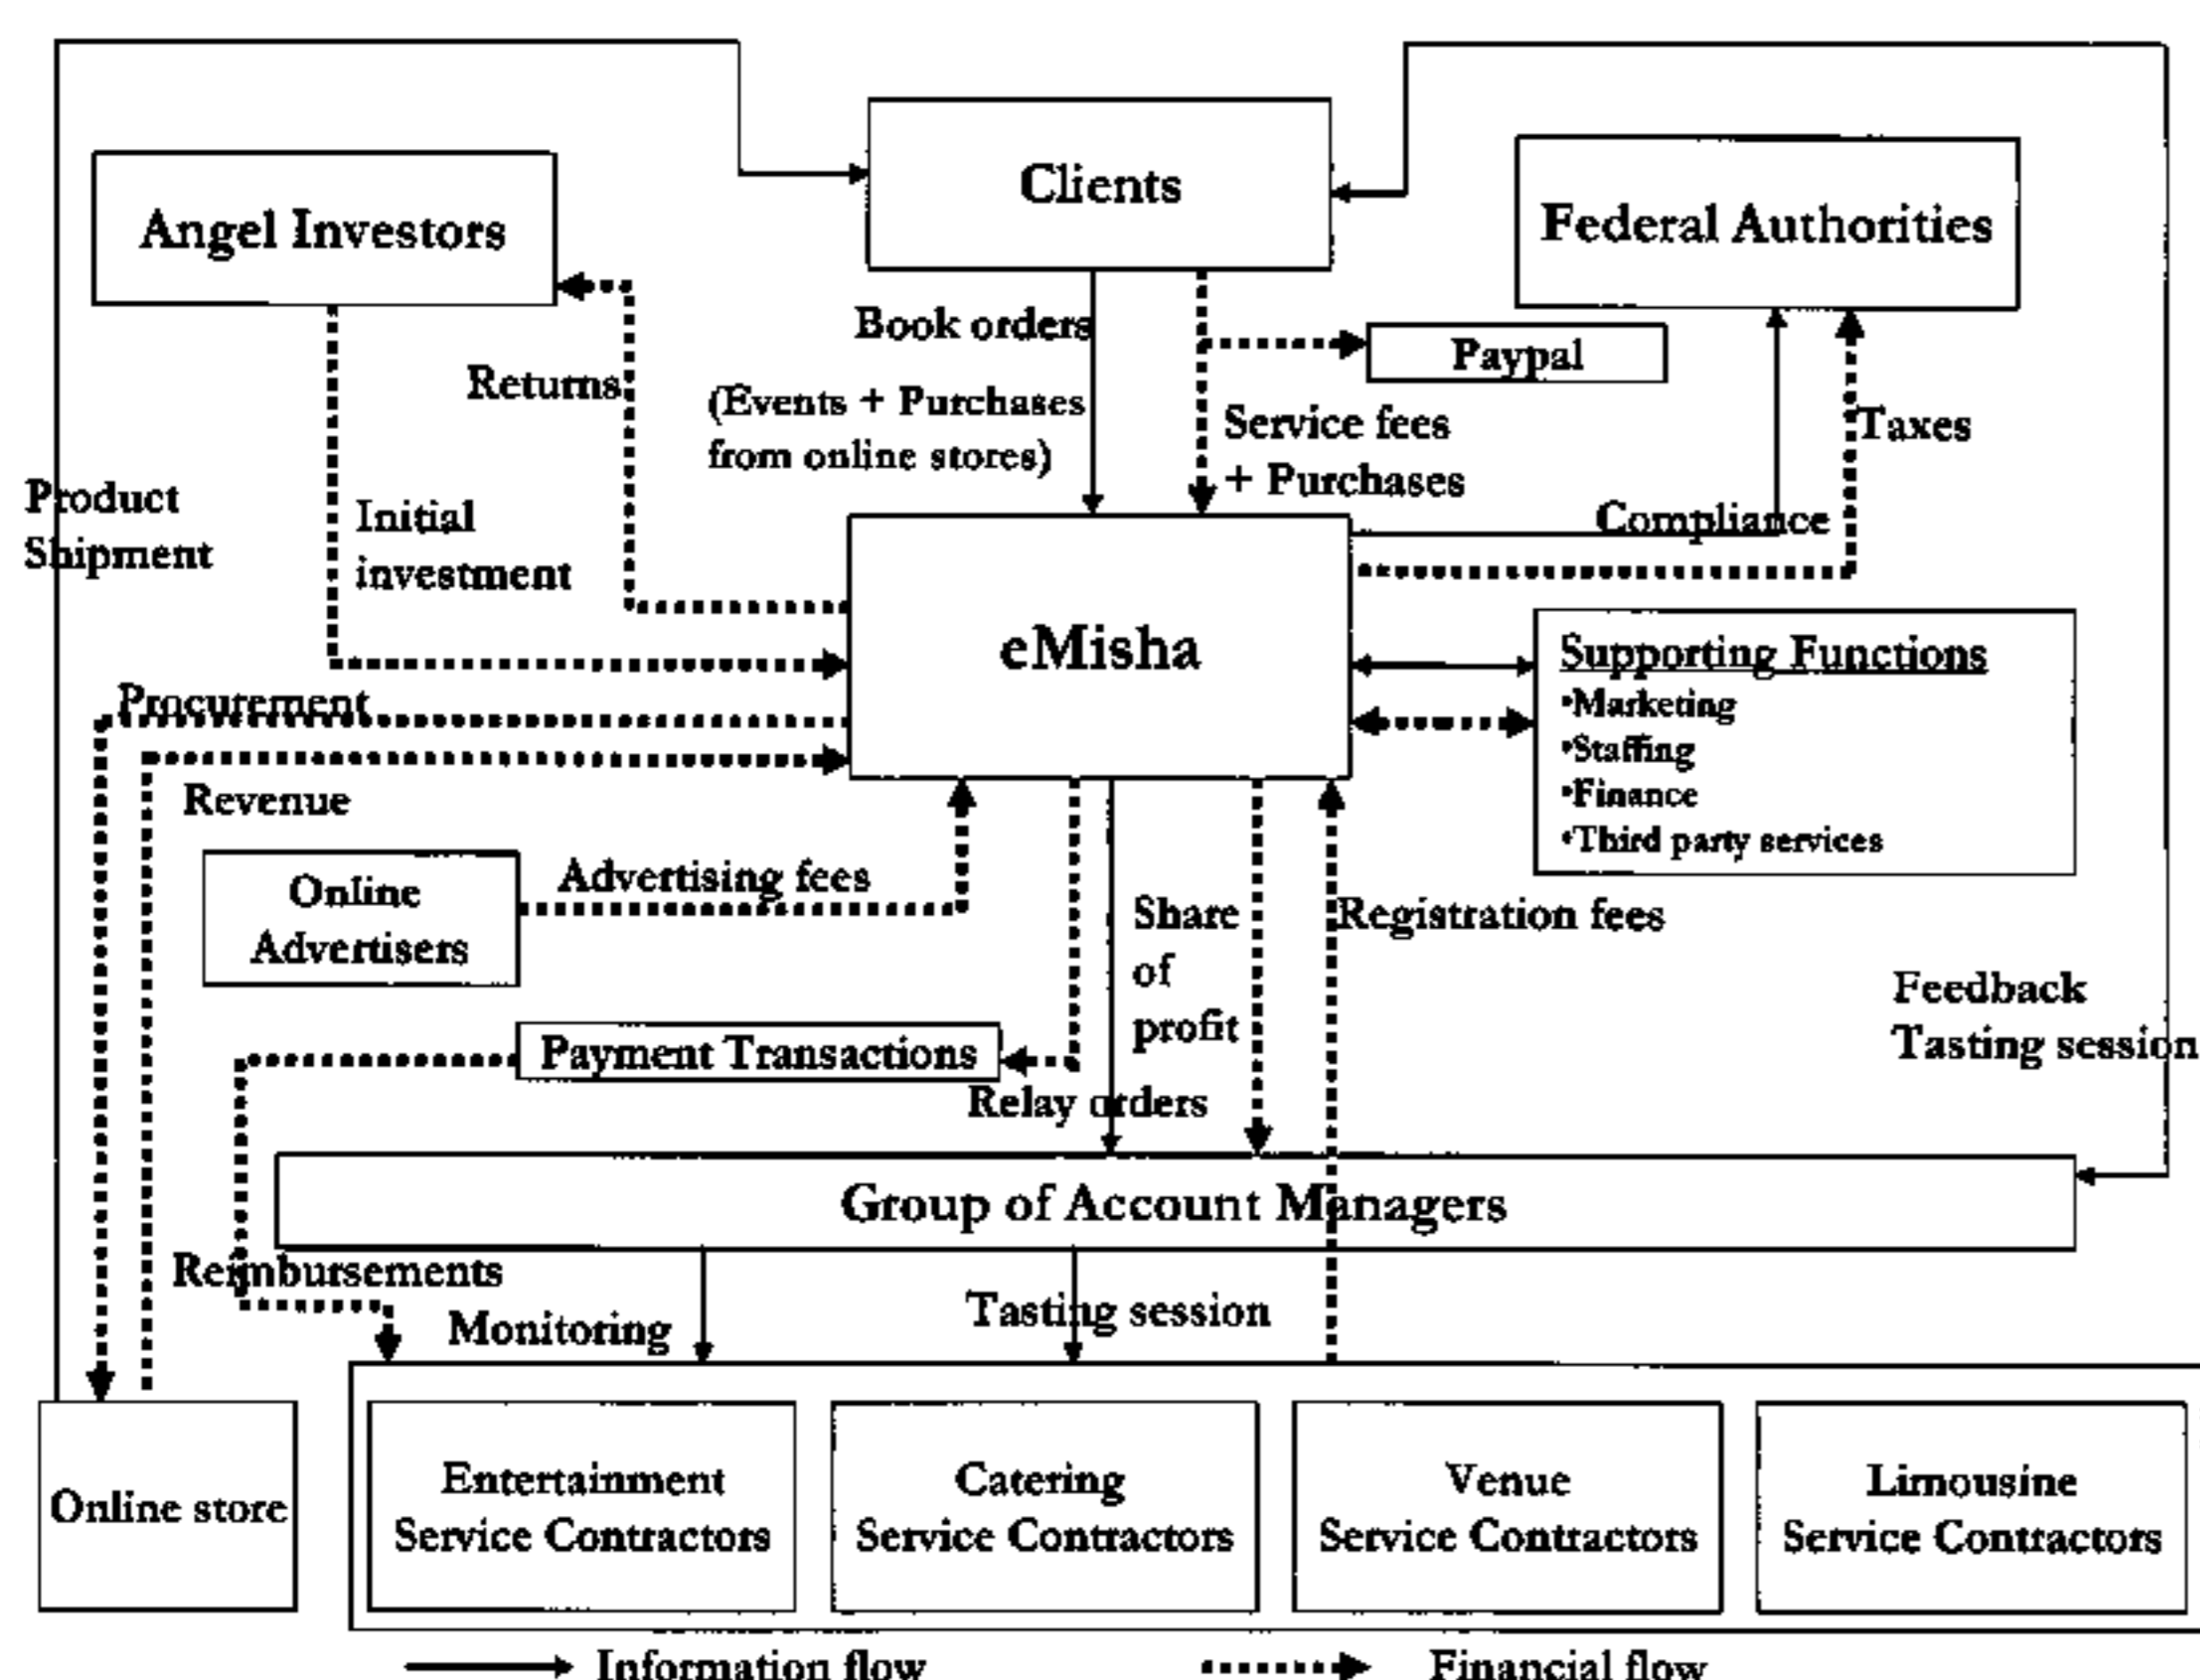 Clients
Angel Investors
Federal Authorities
Book orders
Paypal
Returns
(Events + Purchases
from online stores)
Service fees
+ Purchases
Taxes
Product
Shipment
Initial
investment
Compliance
eMisha
Supporting Functions
•Marketing
•Staffing
•Finance
•Third party services
Procurement
Revenue
Online
Advertisers
Advertising fees
Share
of
profit
Registration fees
Feedback
Tasting session
Payment Transactions
Relay orders
Group of Account Managers
Reimbursements
Monitoring
Tasting session
Online store
Entertainment
Service Contractors
Catering
Service Contractors
Venue
Service Contractors
Limousine
Service Contractors
Information flow
Financial flow